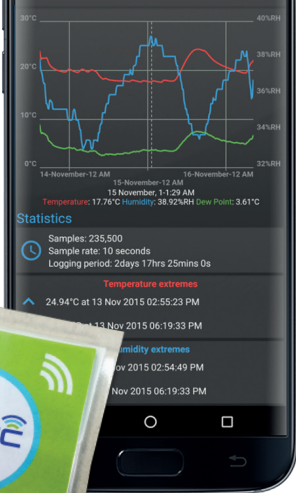 30°C 40%RH
20°C 38%RH
36%RH
10°C 34%RH
0°C 32%RH
14-November-12 AM 16-November-12 AM
15-November-12 AM
15 November, 1-1:29 AM
Temperature: 17.76°C Humidity: 38.92%RH Dew Point: 3.61°C
Statistics
Samples: 235,500
Sample rate: 10 seconds
Logging period: 2days 17hrs 25mins 0s
Temperature extremes
24.94°C at 13 Nov 2015 02:55:23 PM
at 13 Nov 2015 06:19:33 PM
umidity extremes
ov 2015 02:54:49 PM
Nov 2015 06:19:33 PM